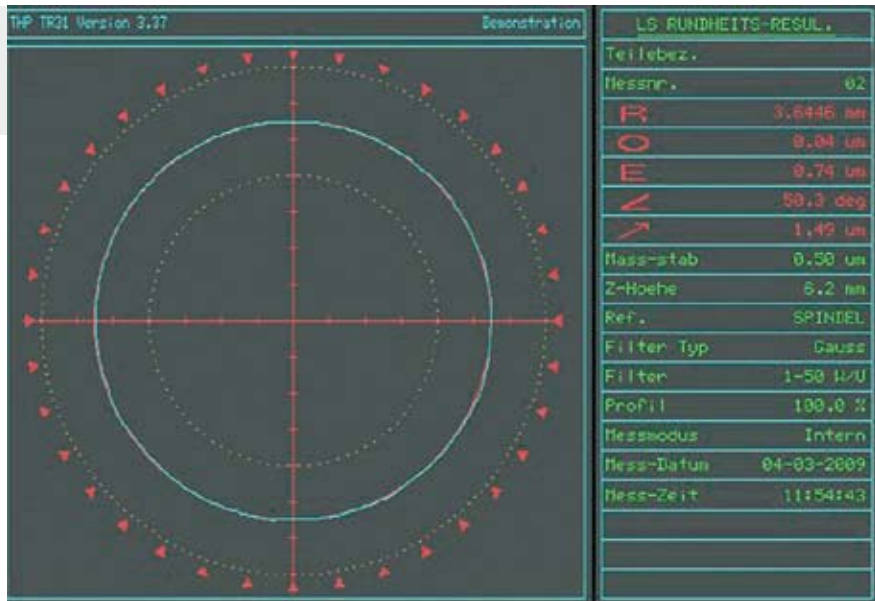 THP TR31 Version 3.37 Demonstration
LS RUNDHEITS-RESUL.
Teilebez.
Messnr. 02
R 3.6446 mm
0.04 um
E 0.74 um
50.3 deg
1.49 um
Mass-stab 0.50 um
Z-Hoehe 6.2 mm
Ref. SPINDEL
Filter Typ Gauss
Filter 1-50 W/U
Profil 100.0 %
Messmodus Intern
Mess-Datum 04-03-2009
Mess-Zeit 11:54:43